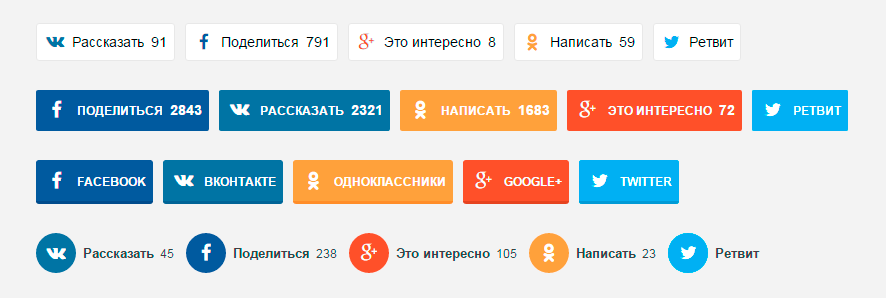 Рассказать 91 Поделиться 791 Это интересно 8 Написать 59 Ретвит
ПОДЕЛИТЬСЯ 2843 РАССКАЗАТЬ 2321 НАПИСАТЬ 1683 ЭТО ИНТЕРЕСНО 72 РЕТВИТ
FACEBOOK ВКОНТАКТЕ ОДНОКЛАССНИКИ GOOGLE+ TWITTER
Рассказать 45 Поделиться 238 Это интересно 105 Написать 23 Ретвит